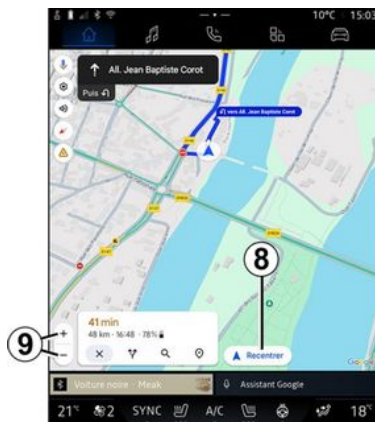 10°C 15:03
All. Jean Baptiste Corot
Puis
vers All. Jean Baptiste Corot
8
41 min
48 km · 16:48 · 78%
Recentrer
9
Google
Voiture noire · Meak
Assistant Google
21° 2 SYNC A/C 18°